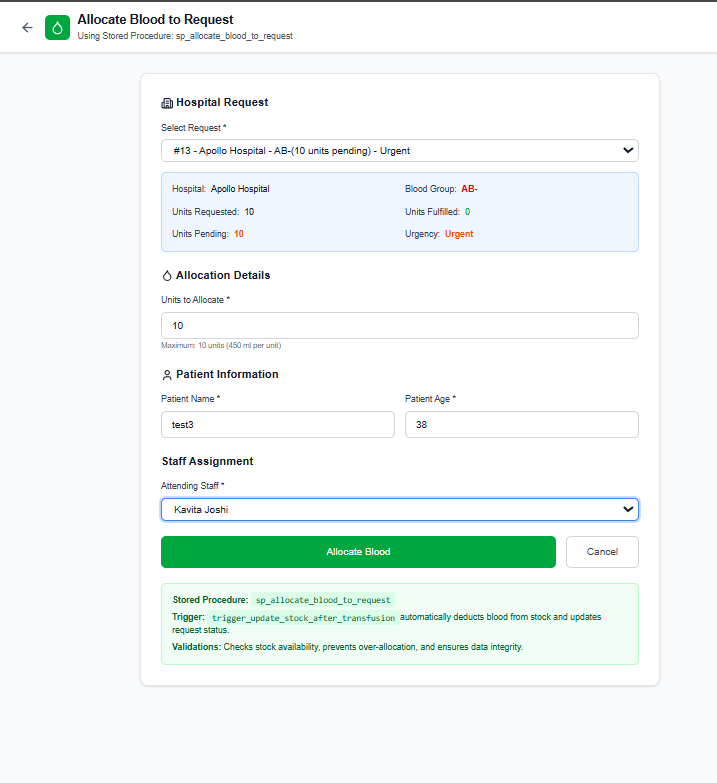 Allocate Blood to Request
Using Stored Procedure: sp_allocate_blood_to_request
Hospital Request
Select Request *
#13 - Apollo Hospital - AB-(10 units pending) - Urgent
Hospital: Apollo Hospital
Blood Group: AB-
Units Requested: 10
Units Fulfilled: 0
Units Pending: 10
Urgency: Urgent
Allocation Details
Units to Allocate *
10
Maximum: 10 units (450 ml per unit)
Patient Information
Patient Name *
Patient Age *
test3
38
Staff Assignment
Attending Staff *
Kavita Joshi
Allocate Blood
Cancel
Stored Procedure: sp_allocate_blood_to_request
Trigger: trigger_update_stock_after_transfusion automatically deducts blood from stock and updates
request status.
Validations: Checks stock availability, prevents over-allocation, and ensures data integrity.